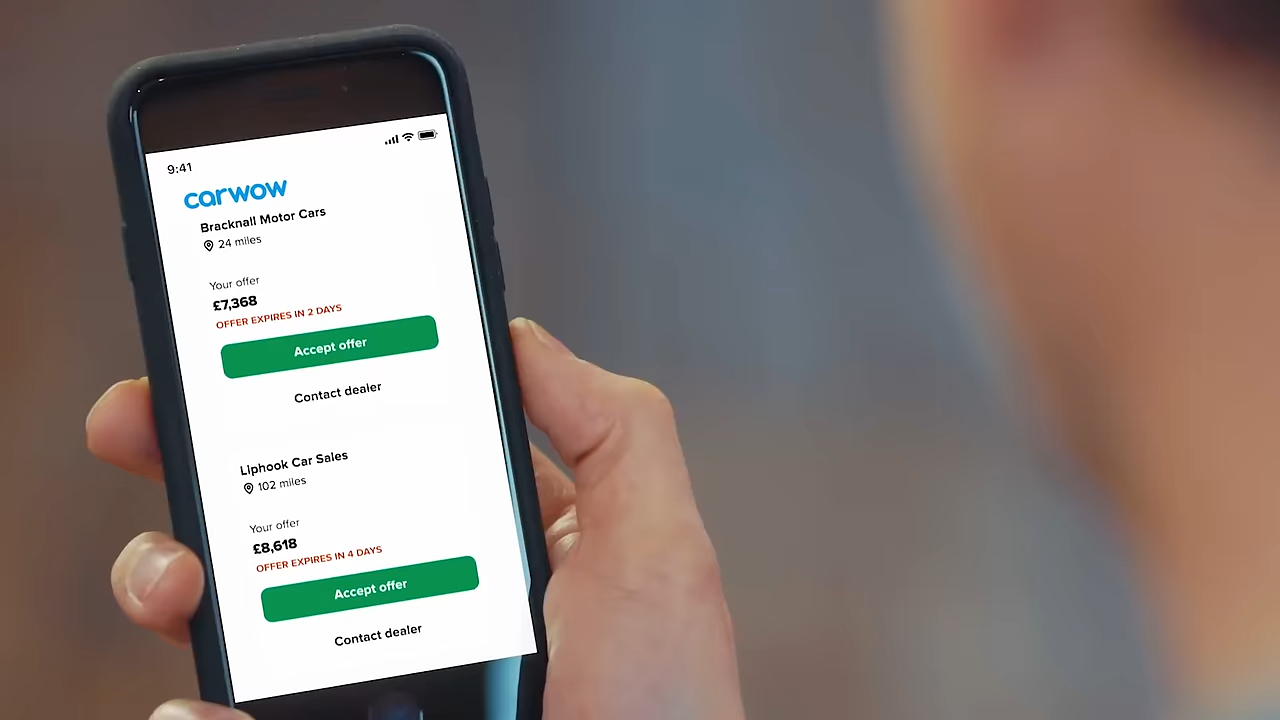 9:41
carwow
Bracknall Motor Cars
24 miles
Your offer
£7,368
OFFER EXPIRES IN 2 DAYS
Accept offer
Contact dealer
Liphook Car Sales
102 miles
Your offer
£8,618
OFFER EXPIRES IN 4 DAYS
Accept offer
Contact dealer